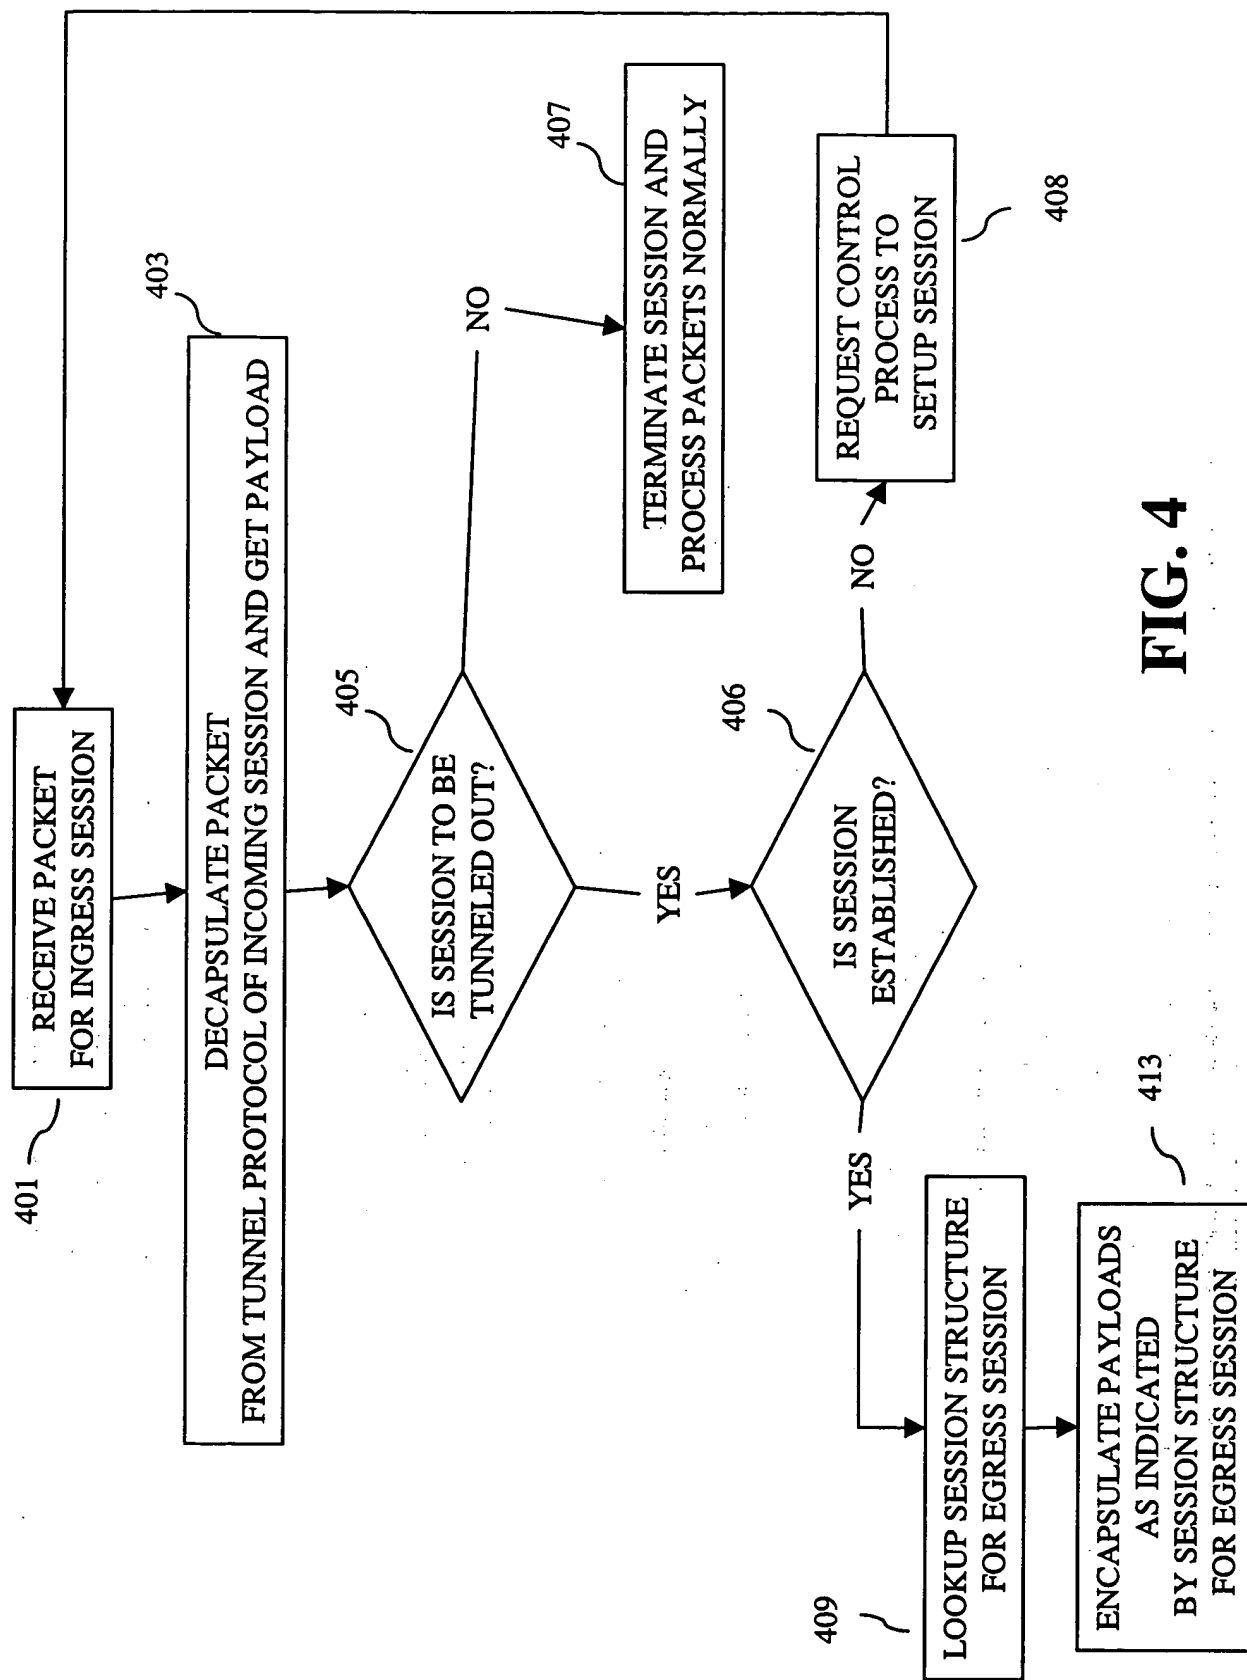 401
RECEIVE PACKET
FOR INGRESS SESSION
403
DECAPSULATE PACKET
FROM TUNNEL PROTOCOL OF INCOMING SESSION AND GET PAYLOAD
405
IS SESSION TO BE
TUNNELED OUT?
NO
407
TERMINATE SESSION AND
PROCESS PACKETS NORMALLY
YES
406
IS SESSION
ESTABLISHED?
NO
REQUEST CONTROL
PROCESS TO
SETUP SESSION
408
YES
409
LOOKUP SESSION STRUCTURE
FOR EGRESS SESSION
413
ENCAPSULATE PAYLOADS
AS INDICATED
BY SESSION STRUCTURE
FOR EGRESS SESSION
FIG. 4